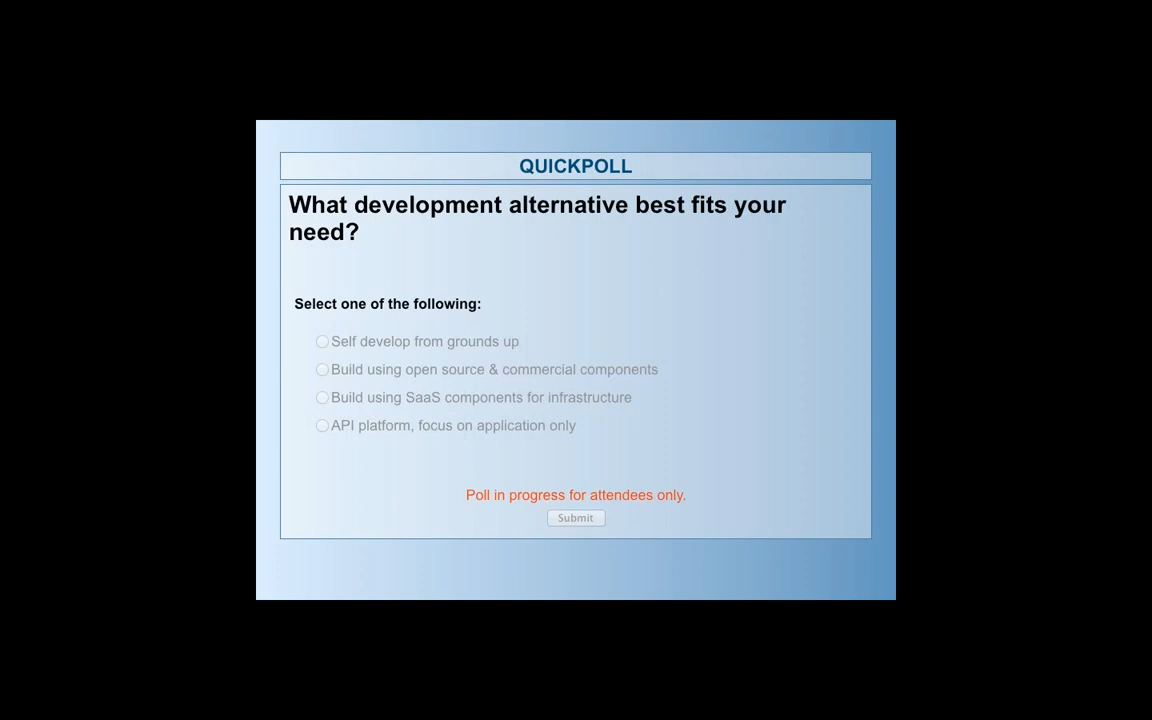 QUICKPOLL
What development alternative best fits your
need?
Select one of the following:
Self develop from grounds up
Build using open source & commercial components
Build using SaaS components for infrastructure
API platform, focus on application only
Poll in progress for attendees only.
Submit